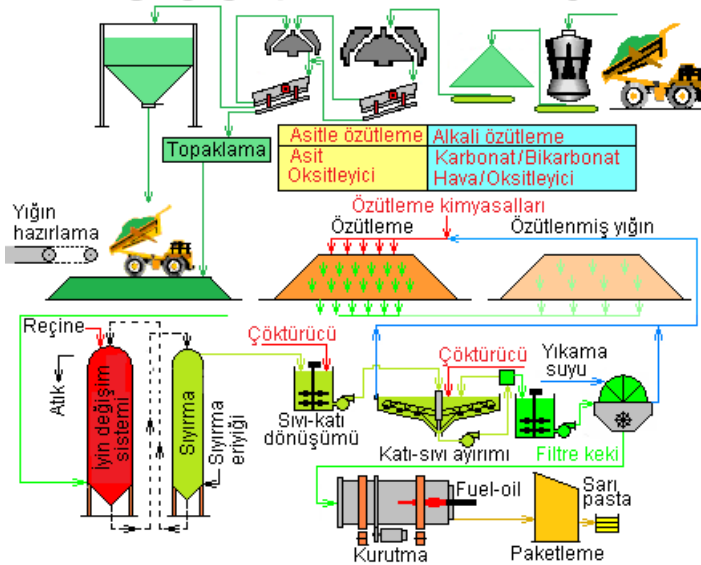 Topaklama
Asitle özütleme
Asit
Oksitleyici
Alkali özütleme
Karbonat/Bikarbonat
Hava/Oksitleyici
Yığın
hazırlama
Özütleme kimyasalları
Özütleme
Özütlenmiş yığın
Reçine
Atık
İyin değişim
sistemi
Sıyırma
Sıyırma
eriyiği
Çöktürücü
Sıvı-katı
dönüşümü
Çöktürücü
Katı-sıvı ayırımı
Yıkama
suyu
Filtre keki
Fuel-oil
Kurutma
Paketleme
Sarı
pasta